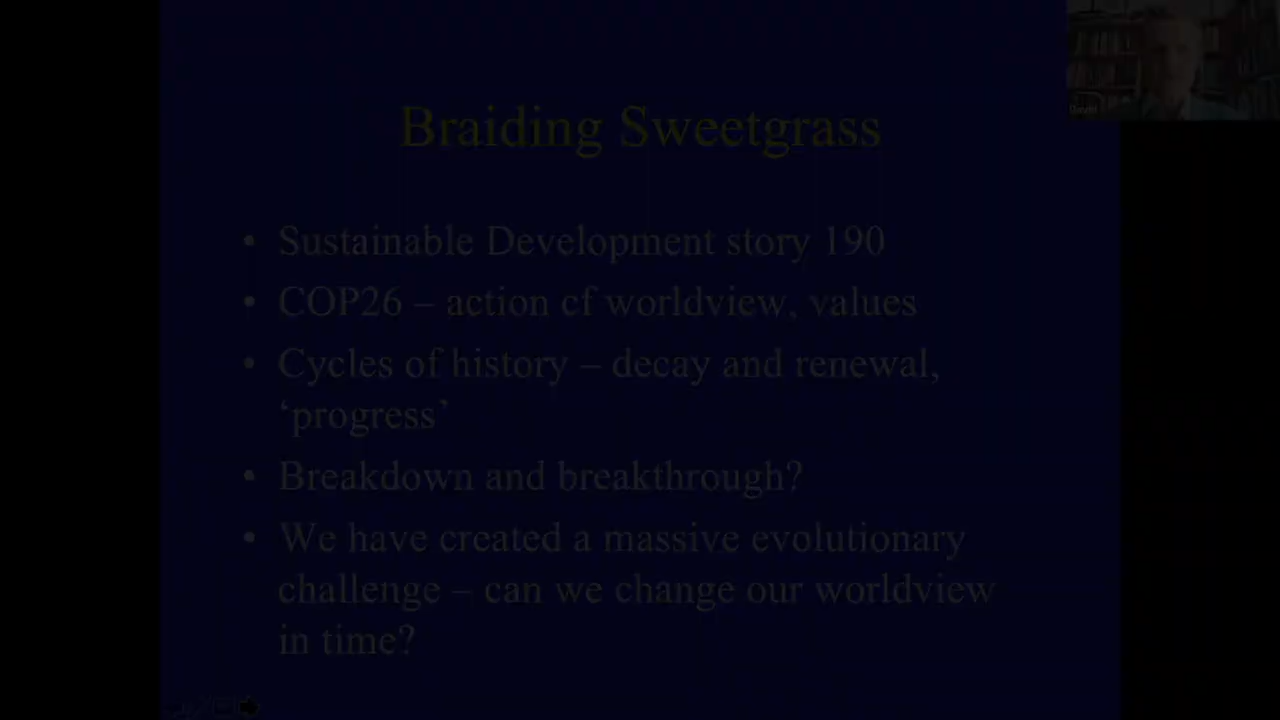 Braiding Sweetgrass
• Sustainable Development story 190
• COP26 – action cf worldview, values
• Cycles of history – decay and renewal,
‘progress’
• Breakdown and breakthrough?
• We have created a massive evolutionary
challenge – can we change our worldview
in time?
David